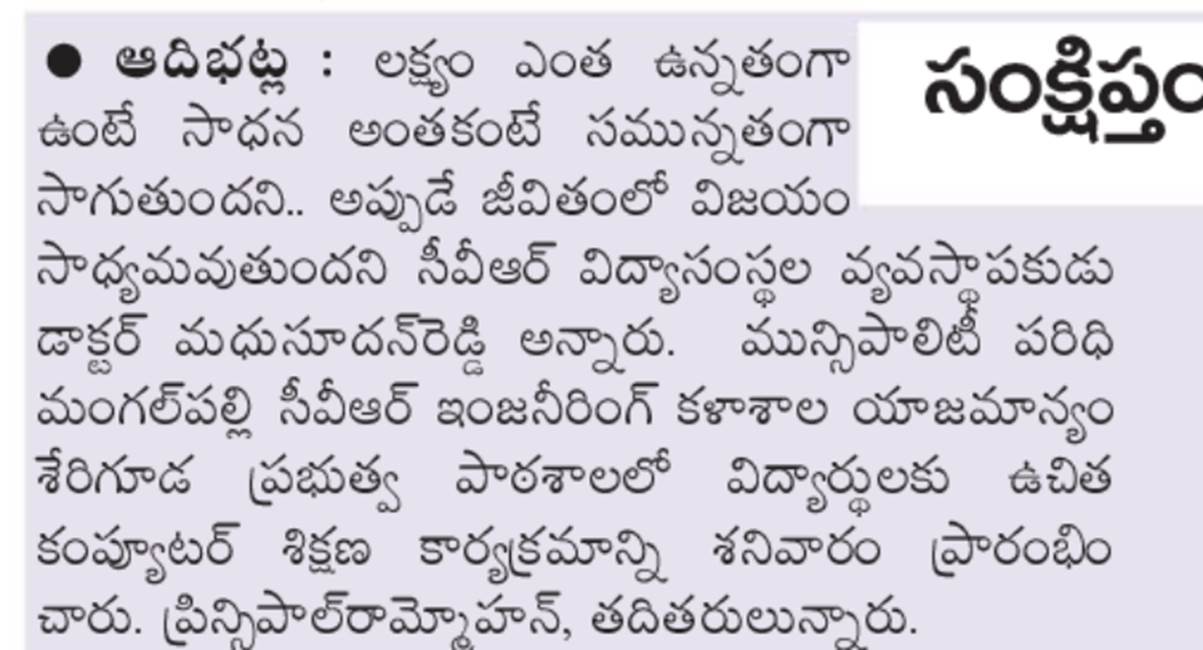 ● ఆదిభట్ల : లక్ష్యం ఎంత ఉన్నతంగా
ఉంటే సాధన అంతకంటే సమున్నతంగా
సాగుతుందని.. అప్పుడే జీవితంలో విజయం
సాధ్యమవుతుందని సీవీఆర్ విద్యాసంస్థల వ్యవస్థాపకుడు
డాక్టర్ మధుసూదన్‌రెడ్డి అన్నారు. మున్సిపాలిటీ పరిధి
మంగల్‌పల్లి సీవీఆర్ ఇంజనీరింగ్ కళాశాల యాజమాన్యం
శేరిగూడ ప్రభుత్వ పాఠశాలలో విద్యార్థులకు ఉచిత
కంప్యూటర్ శిక్షణ కార్యక్రమాన్ని శనివారం ప్రారంభిం
చారు. ప్రిన్సిపాల్‌రామ్మోహన్, తదితరులున్నారు.
సంక్షిప్తం